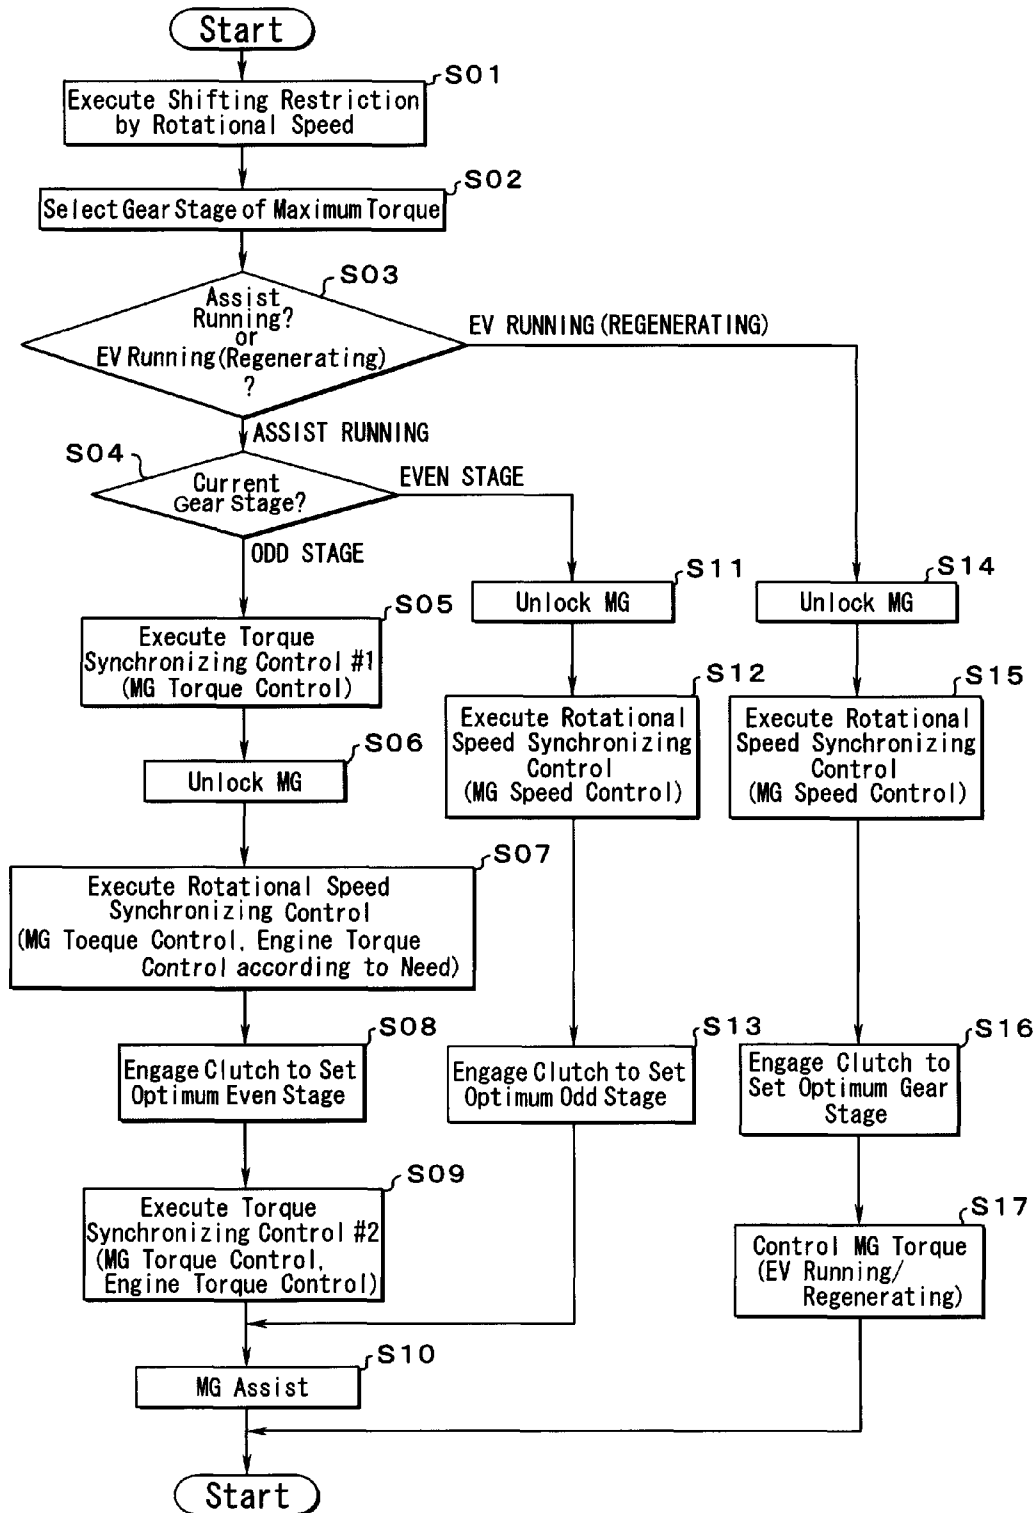 Start
S01
Execute Shifting Restriction
by Rotational Speed
S02
Select Gear Stage of Maximum Torque
S03
Assist
Running?
or
EV Running(Regenerating)
?
EV RUNNING(REGENERATING)
ASSIST RUNNING
S04
Current
Gear Stage?
EVEN STAGE
ODD STAGE
S05
Execute Torque
Synchronizing Control #1
(MG Torque Control)
S06
Unlock MG
S07
Execute Rotational Speed
Synchronizing Control
(MG Toeque Control, Engine Torque
Control according to Need)
S08
Engage Clutch to Set
Optimum Even Stage
S09
Execute Torque
Synchronizing Control #2
(MG Torque Control,
Engine Torque Control)
S10
MG Assist
S11
Unlock MG
S12
Execute Rotational
Speed Synchronizing
Control
(MG Speed Control)
S13
Engage Clutch to Set
Optimum Odd Stage
S14
Unlock MG
S15
Execute Rotational
Speed Synchronizing
Control
(MG Speed Control)
S16
Engage Clutch to
Set Optimum Gear
Stage
S17
Control MG Torque
(EV Running/
Regenerating)
Start